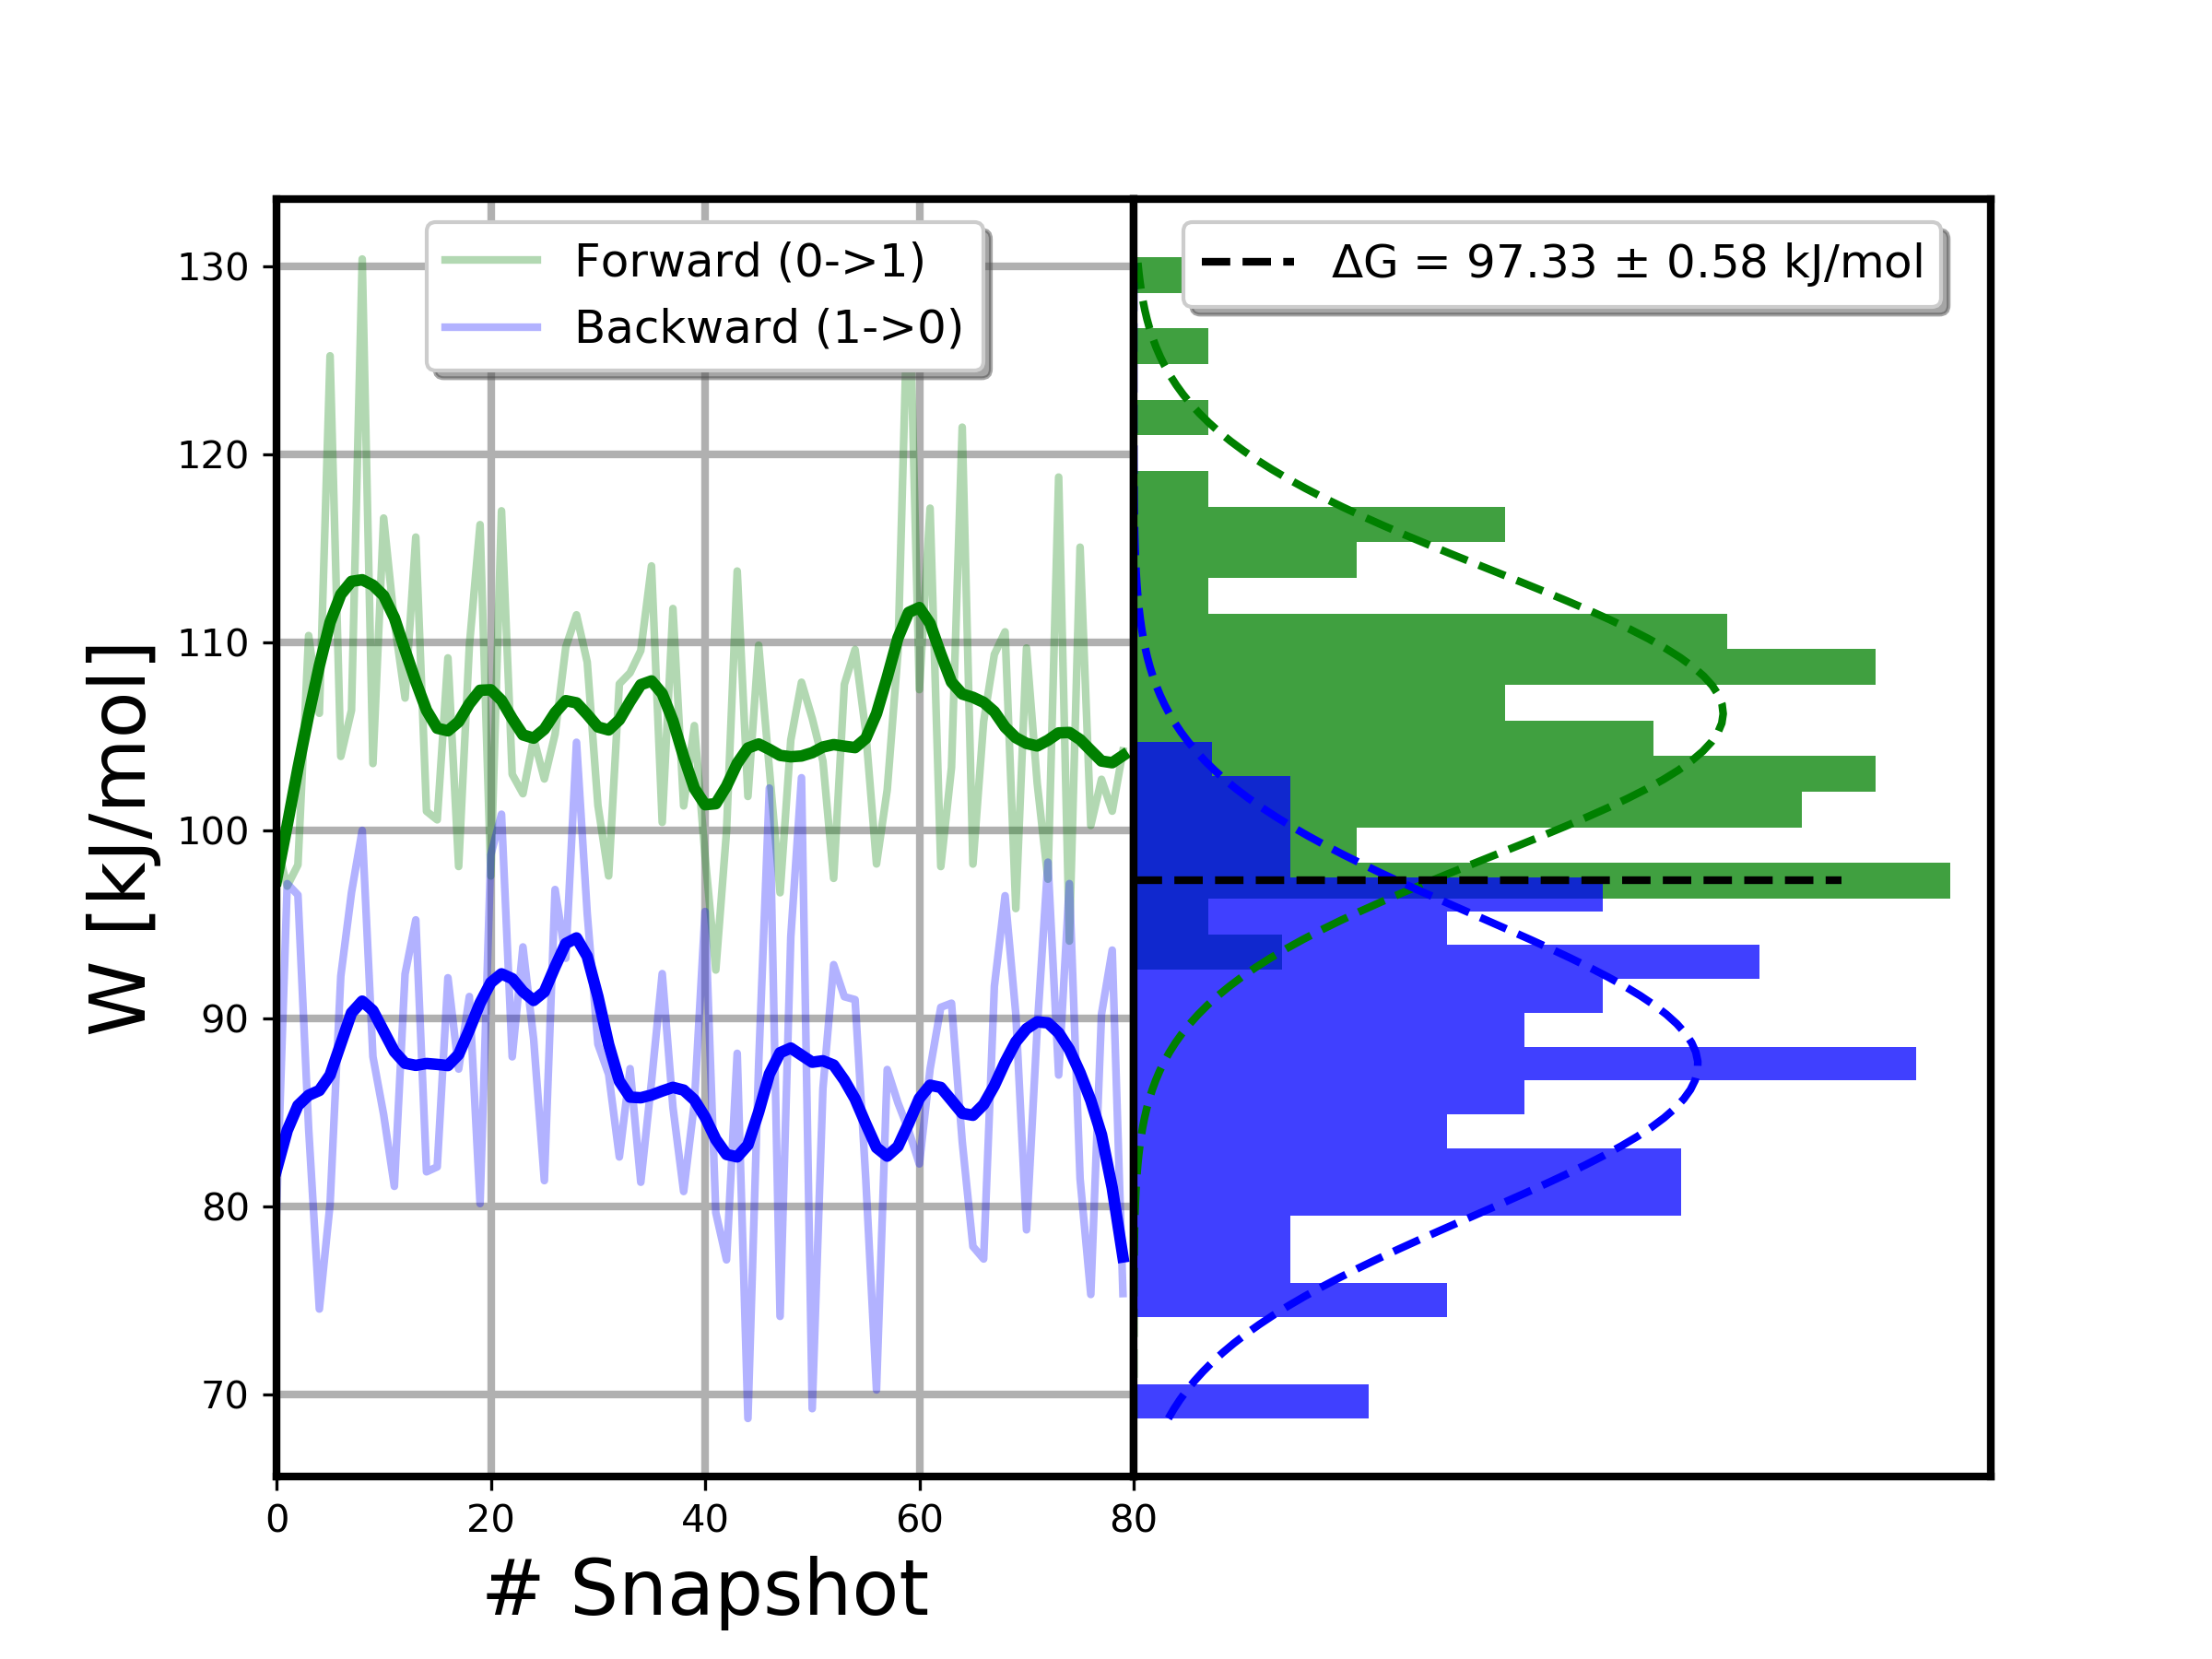 Forward (0->1)
Backward (1->0)
ΔG = 97.33 ± 0.58 kJ/mol
130
120
110
100
90
80
70
W [kJ/mol]
0
20
40
60
80
# Snapshot